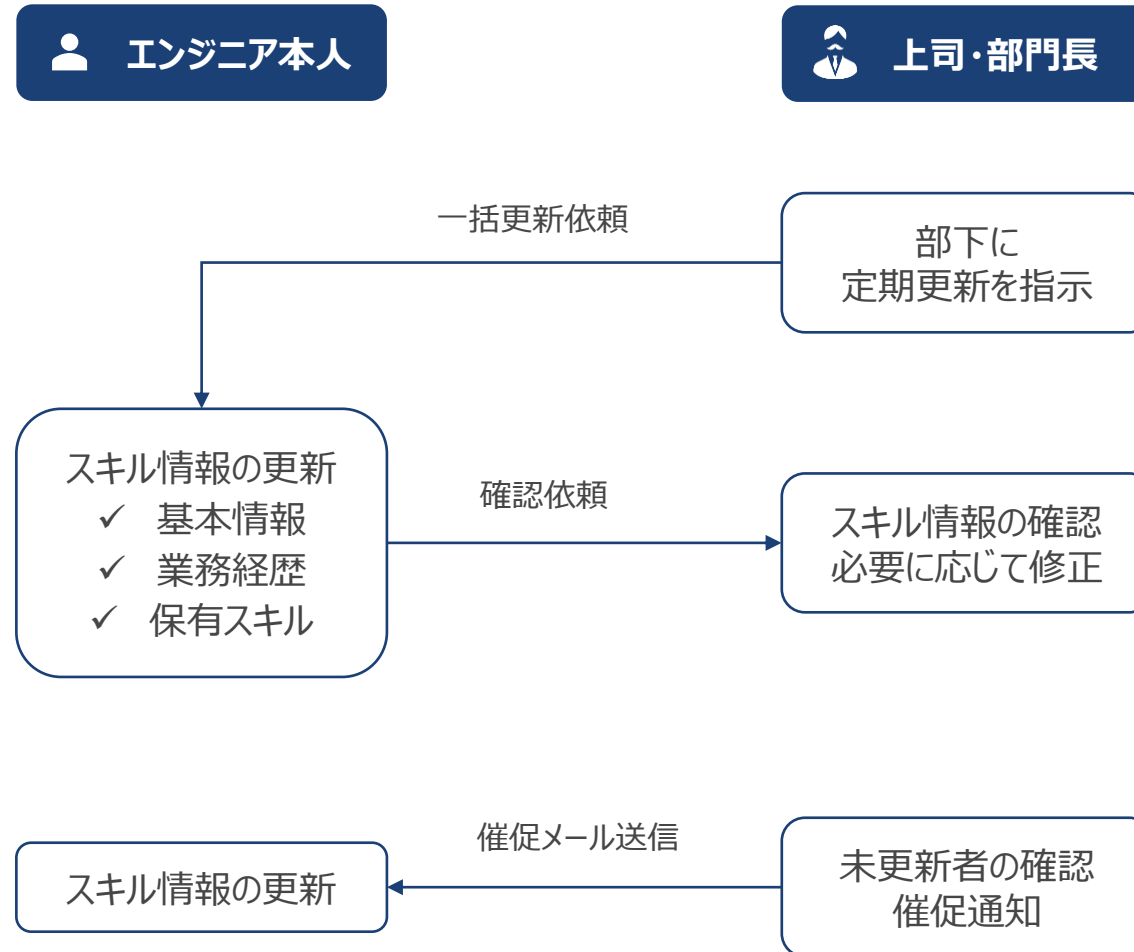 エンジニア本人
上司・部門長
一括更新依頼
部下に
定期更新を指示
スキル情報の更新
✓ 基本情報
✓ 業務経歴
✓ 保有スキル
確認依頼
スキル情報の確認
必要に応じて修正
催促メール送信
スキル情報の更新
未更新者の確認
催促通知